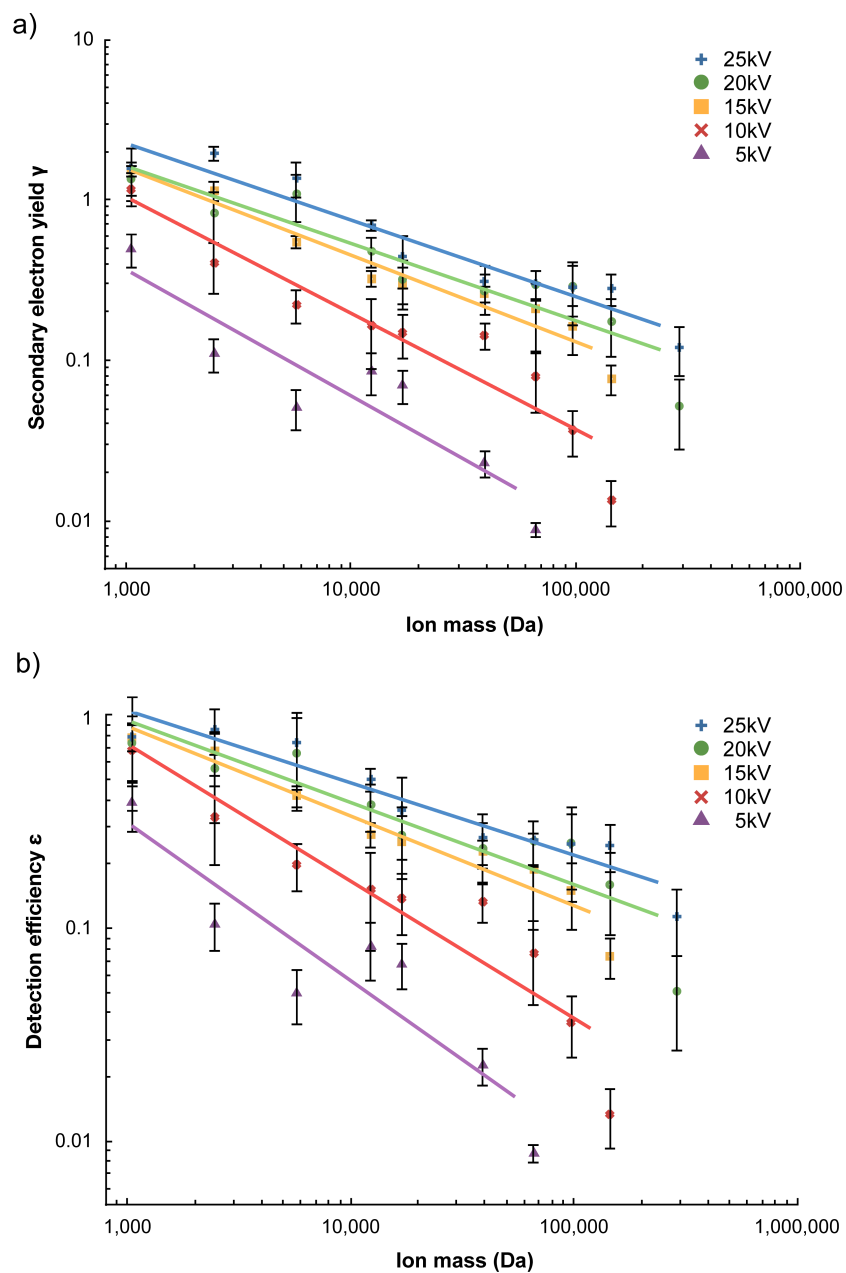 a)
10
1
0.1
0.01
Secondary electron yield γ
25kV
20kV
15kV
10kV
5kV
1,000
10,000
100,000
1,000,000
Ion mass (Da)
b)
1
0.1
0.01
Detection efficiency ε
25kV
20kV
15kV
10kV
5kV
1,000
10,000
100,000
1,000,000
Ion mass (Da)